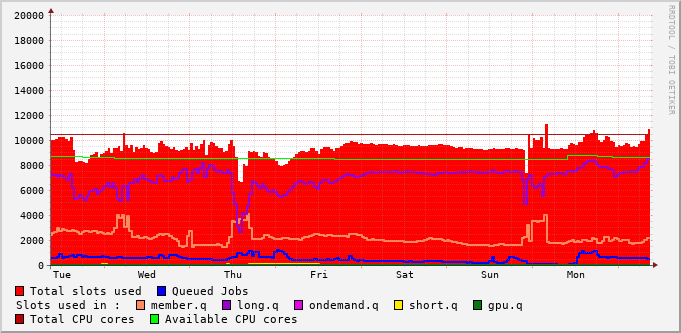 RRDTOOL / TOBI OETIKER
20000
18000
16000
14000
12000
10000
8000
6000
4000
2000
0
Tue Wed Thu Fri Sat Sun Mon
Total slots used Queued Jobs
Slots used in : member.q long.q ondemand.q short.q gpu.q
Total CPU cores Available CPU cores